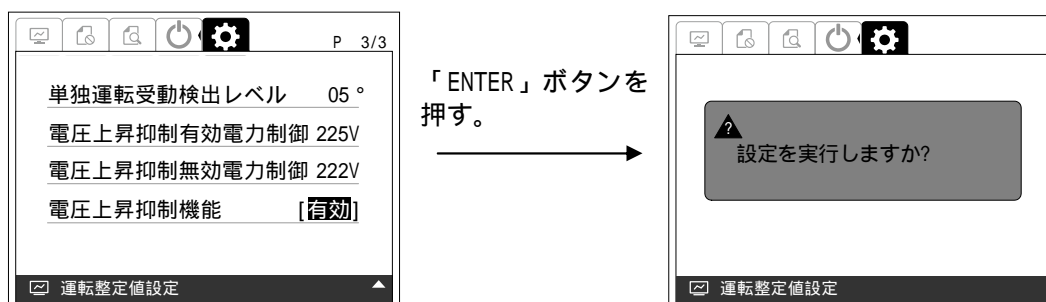 P 3/3
単独運転受動検出レベル 05°
電圧上昇抑制有効電力制御 225V
電圧上昇抑制無効電力制御 222V
電圧上昇抑制機能 [有効]
運転整定値設定
「ENTER」ボタンを
押す。
?
設定を実行しますか?
運転整定値設定